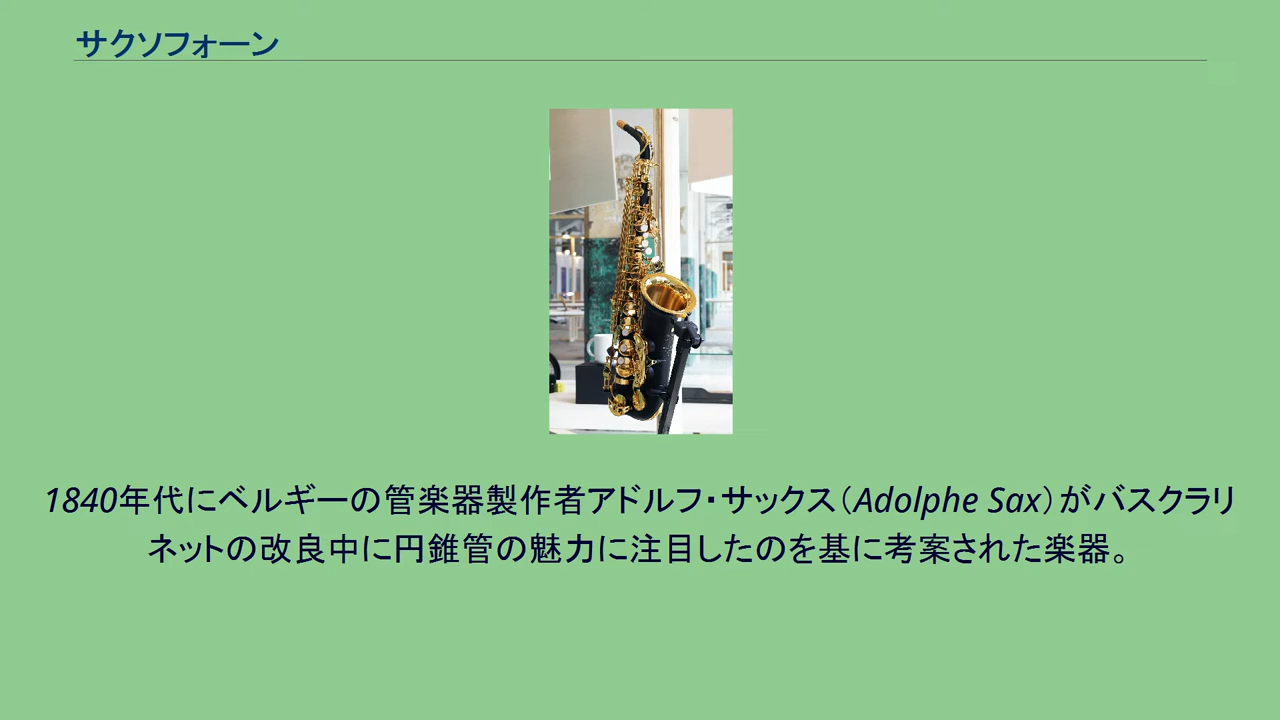 サクソフォーン
1840年代にベルギーの管楽器製作者アドルフ・サックス（Adolphe Sax）がバスクラリ
ネットの改良中に円錐管の魅力に注目したのを基に考案された楽器。